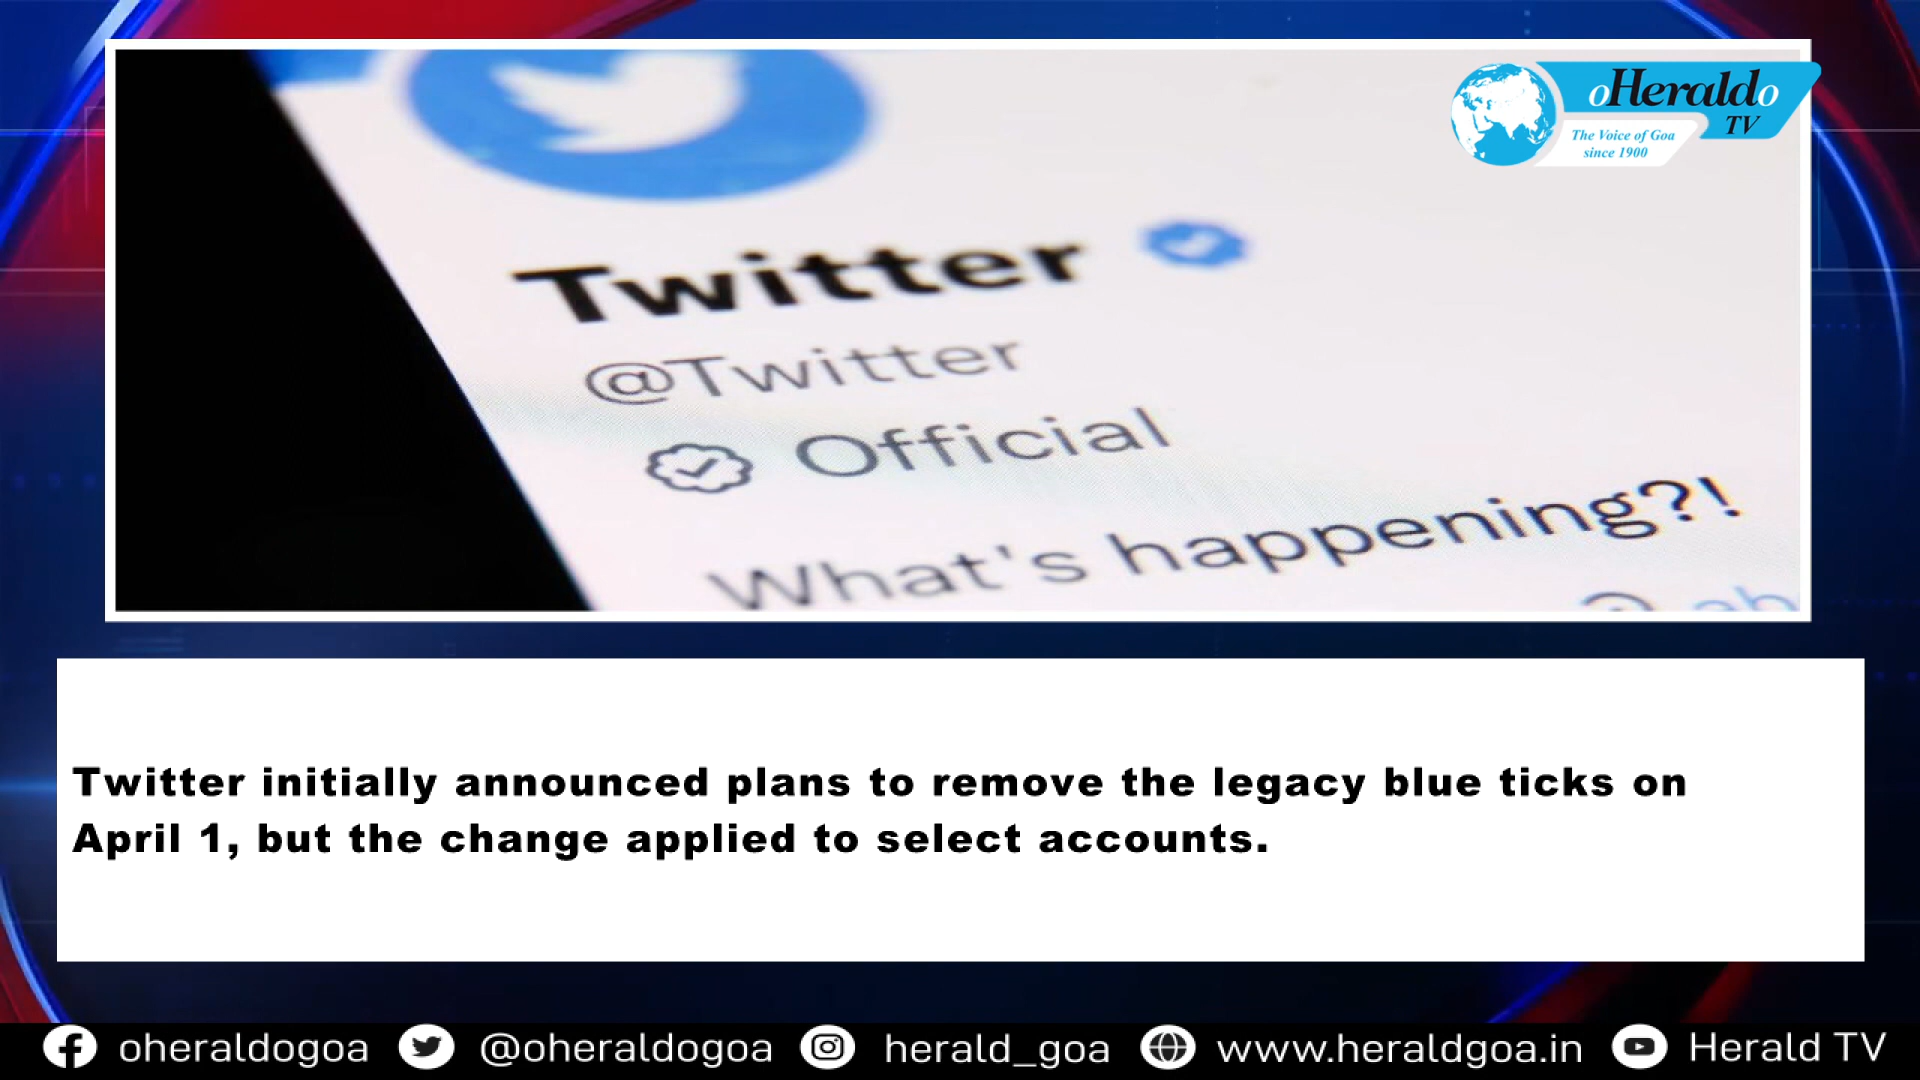 oHeraldo
TV
The Voice of Goa
since 1900
Twitter
@Twitter
Official
What's happening?!
Twitter initially announced plans to remove the legacy blue ticks on
April 1, but the change applied to select accounts.
oheraldogoa @oheraldogoa herald_goa www.heraldgoa.in Herald TV